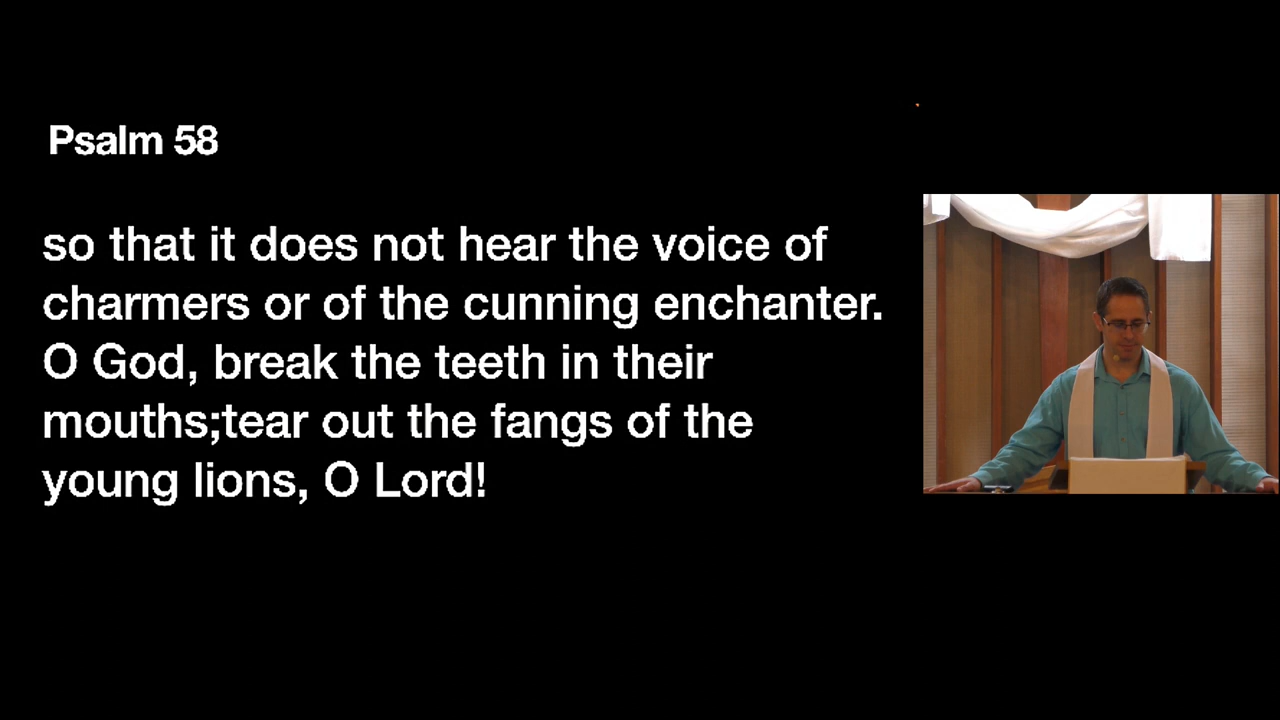 Psalm 58
so that it does not hear the voice of
charmers or of the cunning enchanter.
O God, break the teeth in their
mouths;tear out the fangs of the
young lions, O Lord!